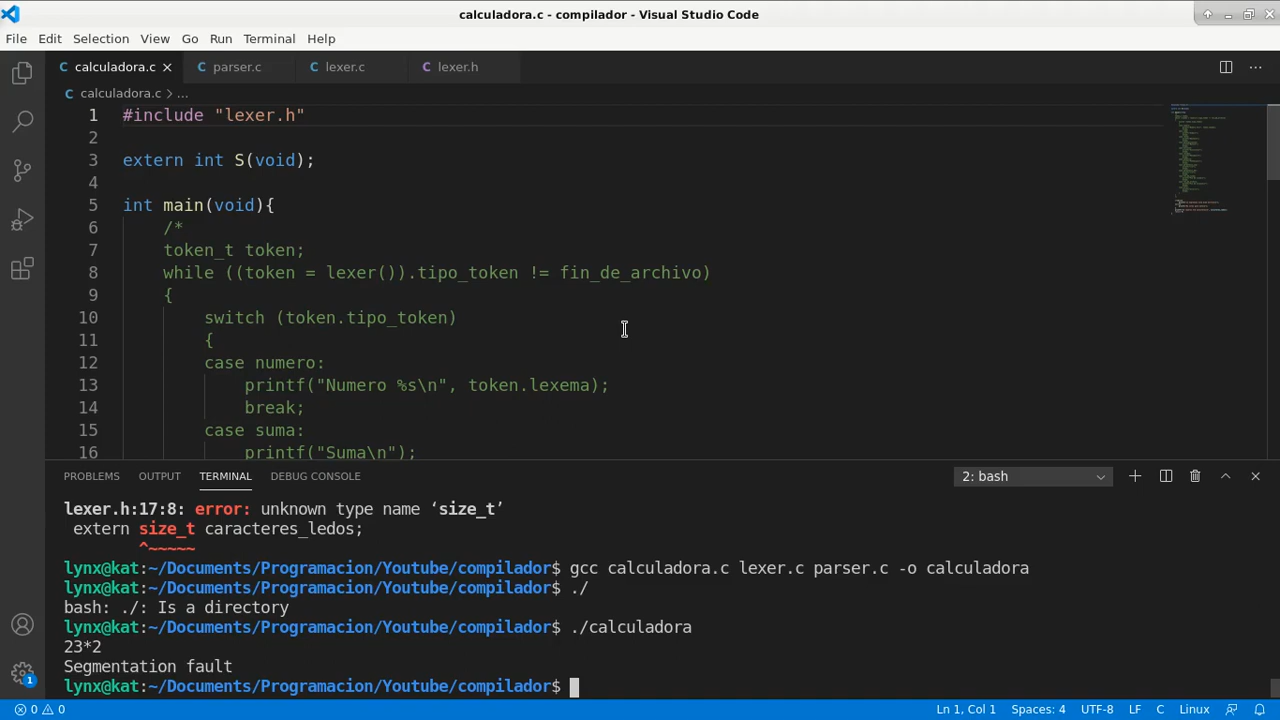 calculadora.c - compilador - Visual Studio Code
File Edit Selection View Go Run Terminal Help
calculadora.c parser.c lexer.c lexer.h
calculadora.c > ...
1 #include "lexer.h"
2
3 extern int S(void);
4
5 int main(void){
6 /*
7 token_t token;
8 while ((token = lexer()).tipo_token != fin_de_archivo)
9 {
10 switch (token.tipo_token)
11 {
12 case numero:
13 printf("Numero %s\n", token.lexema);
14 break;
15 case suma:
16 printf("Suma\n");
PROBLEMS OUTPUT TERMINAL DEBUG CONSOLE 2: bash
lexer.h:17:8: error: unknown type name ‘size_t’
extern size_t caracteres_ledos;
^~~~~~
lynx@kat:~/Documents/Programacion/Youtube/compilador$ gcc calculadora.c lexer.c parser.c -o calculadora
lynx@kat:~/Documents/Programacion/Youtube/compilador$ ./
bash: ./: Is a directory
lynx@kat:~/Documents/Programacion/Youtube/compilador$ ./calculadora
23*2
Segmentation fault
lynx@kat:~/Documents/Programacion/Youtube/compilador$
1
0 0 Ln 1, Col 1 Spaces: 4 UTF-8 LF C Linux